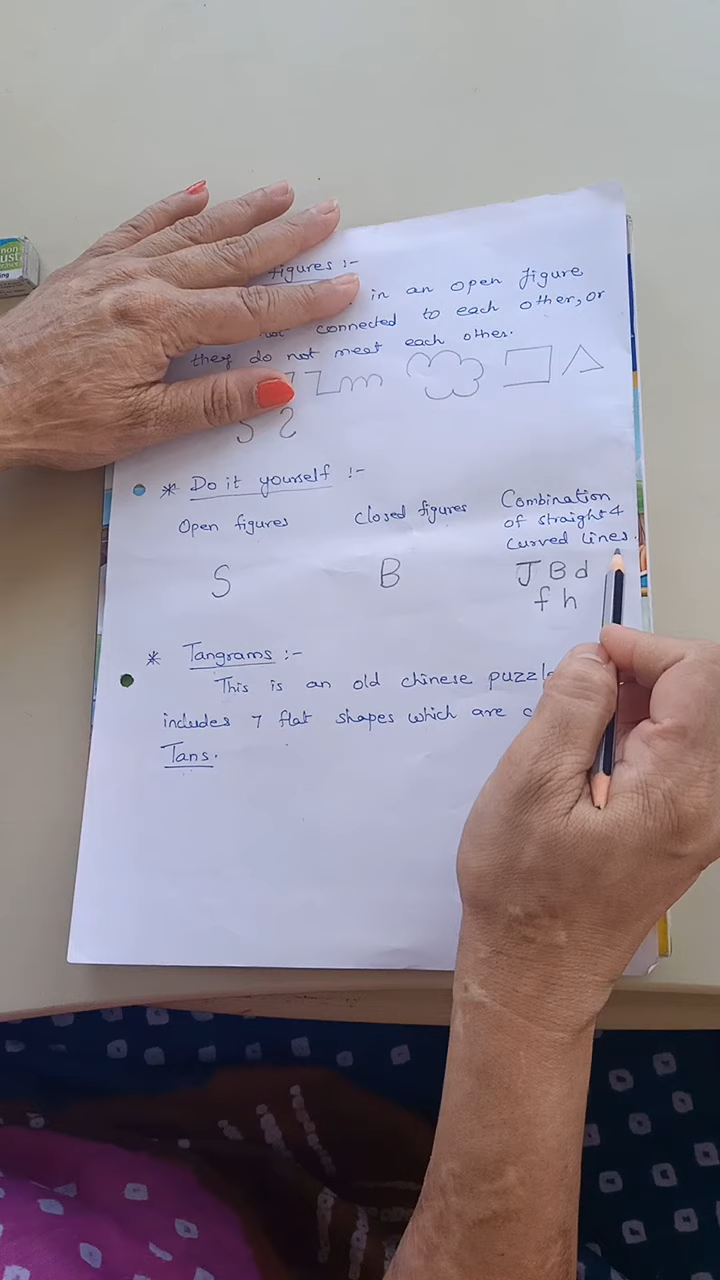 figures :-
in an open figure
not connected to each other, or
they do not meet each other.
* Do it yourself :-
Open figures
S
Closed figures
B
Combination
of straight &
curved lines.
J B d
f h
* Tangrams :-
This is an old chinese puzzle
includes 7 flat shapes which are
Tans.